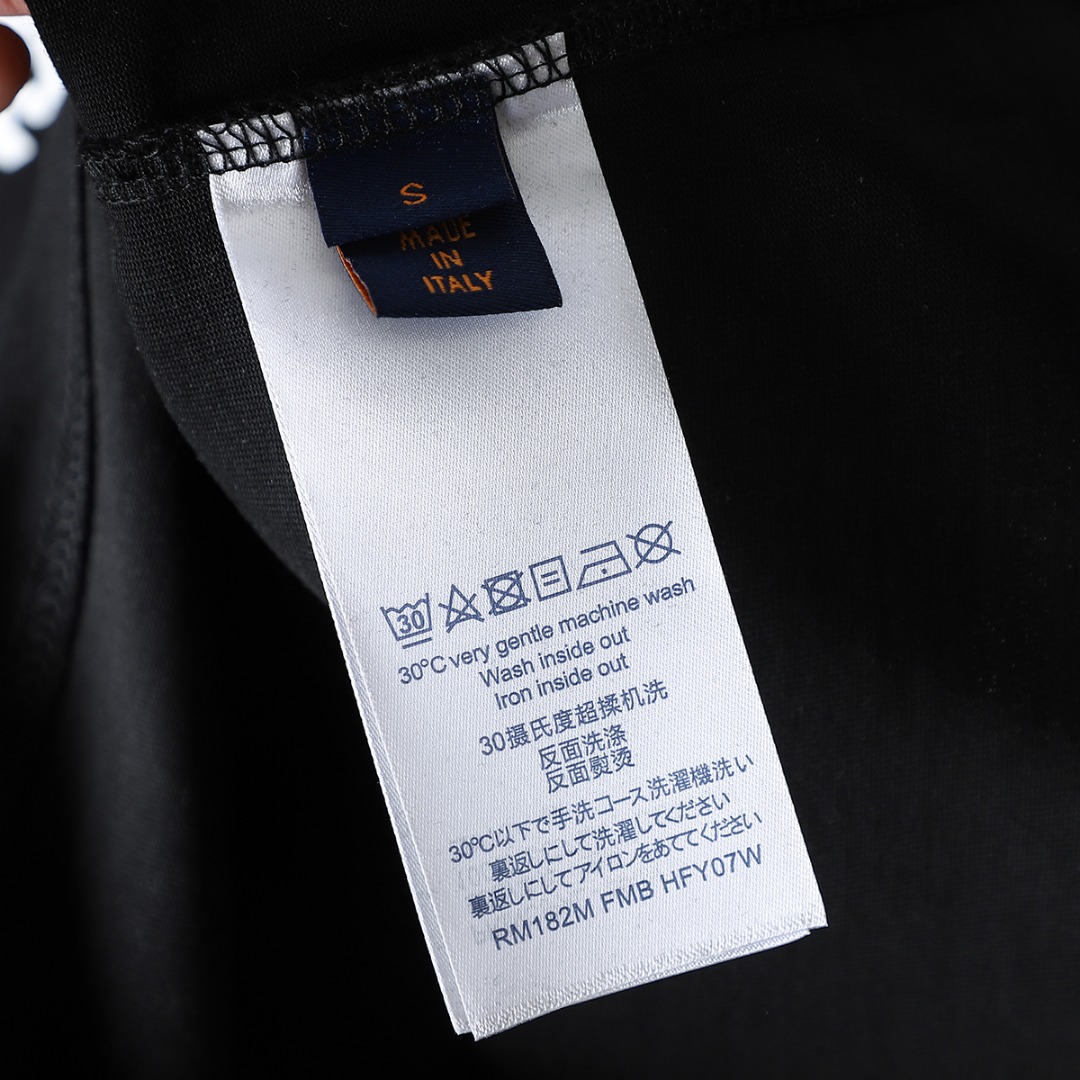 S
MADE
IN
ITALY
30
30°C very gentle machine wash
Wash inside out
Iron inside out
30摄氏度超揉机洗
反面洗涤
反面熨烫
30℃以下で手洗コース洗濯機洗い
裏返しにして洗濯してください
裏返しにしてアイロンをあててください
RM182M FMB HFY07W